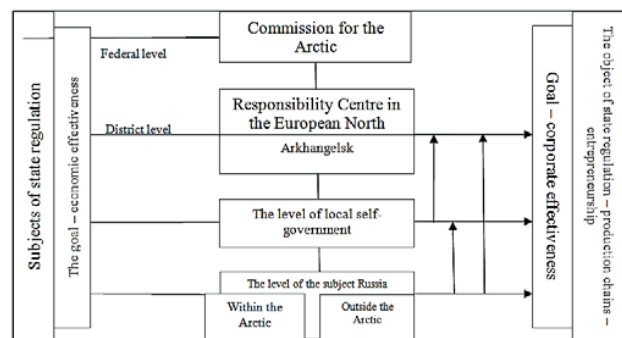 Subjects of state regulation
The goal – economic effectiveness
Federal level
Commission for the
Arctic
Responsibility Centre in
the European North
District level
Arkhangelsk
The level of local self-
government
The level of the subject Russia
Within the
Arctic
Outside the
Arctic
Goal – corporate effectiveness
The object of state regulation – production chains –
entrepreneurship